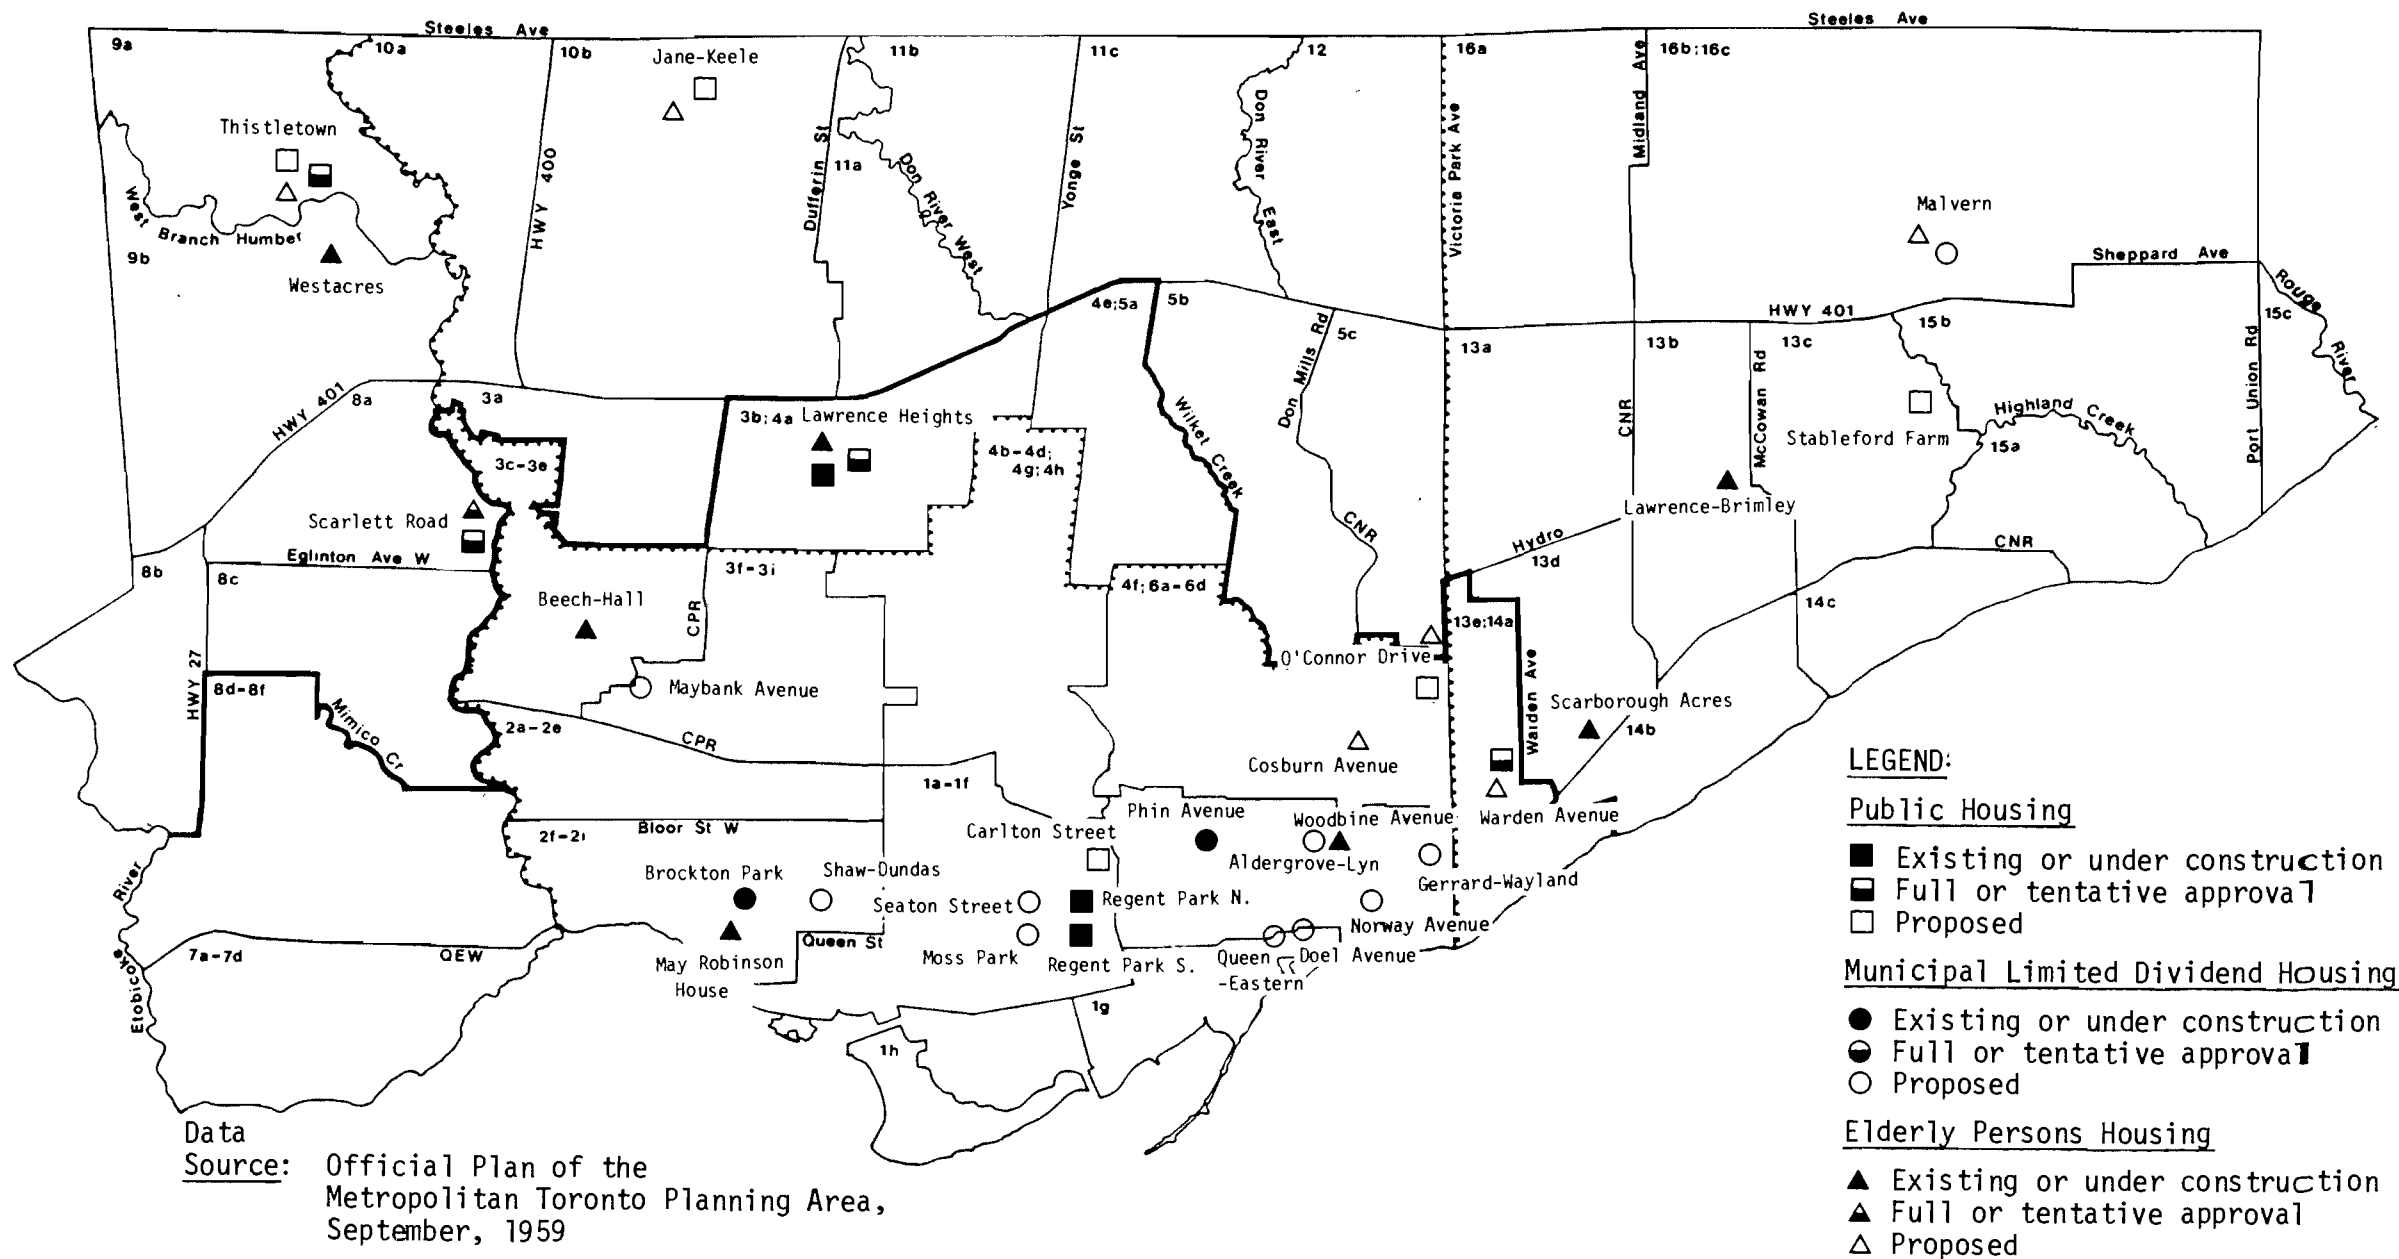 Steeles Ave
Steeles Ave
9a
10a
10b
Jane-Keele
11b
11c
12
16a
16b;16c
Midland Ave
Thistletown
HWY 400
Dufferin St
11a
Don River West
Yonge St
Don River East
Victoria Park Ave
West Branch Humber
9b
Westacres
Malvern
Sheppard Ave
Rouge River
HWY 401
8a
3a
3b;4a
Lawrence Heights
4e;5a
5b
Don Mills Rd
5c
13a
13b
HWY 401
13c
15b
15c
Port Union Rd
3c-3e
4b-4d;
4g;4h
Wilket Creek
CNR
CNR
McCowan Rd
Stableford Farm
Highland Creek
15a
Scarlett Road
Eglinton Ave W
Lawrence-Brimley
Hydro
13d
CNR
8b
8c
3f-3i
4f;6a-6d
Beech-Hall
CPR
13e;14a
14c
HWY 27
8d-8f
Mimico Cr
Maybank Avenue
O'Connor Drive
Warden Ave
Scarborough Acres
14b
2a-2e
CPR
Cosburn Avenue
1a-1f
Phin Avenue
Woodbine Avenue
Warden Avenue
2f-2i
Bloor St W
Carlton Street
Aldergrove-Lyn
Brockton Park
Shaw-Dundas
Gerrard-Wayland
Seaton Street
Regent Park N.
Norway Avenue
Etobicoke River
7a-7d
QEW
Queen St
May Robinson
House
Moss Park
Regent Park S.
Queen
-Eastern
Doel Avenue
1g
1h
LEGEND:
Public Housing
Existing or under construction
Full or tentative approval
Proposed
Municipal Limited Dividend Housing
Existing or under construction
Full or tentative approval
Proposed
Elderly Persons Housing
Existing or under construction
Full or tentative approval
Proposed
Data
Source: Official Plan of the
Metropolitan Toronto Planning Area,
September, 1959